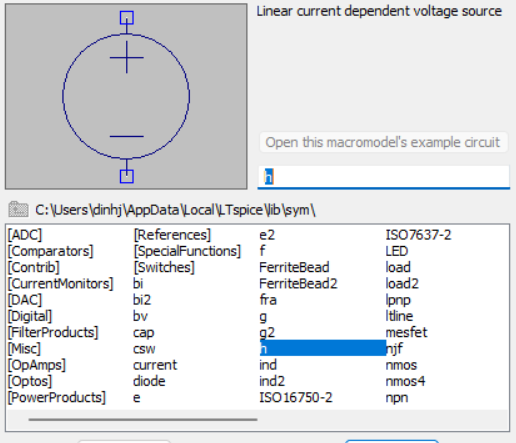 Linear current dependent voltage source
Open this macromodel's example circuit
h
C:\Users\dinhj\AppData\Local\LTspice\lib\sym\
[ADC] [References] e2 ISO7637-2
[Comparators] [SpecialFunctions] f LED
[Contrib] [Switches] FerriteBead load
[CurrentMonitors] bi FerriteBead2 load2
[DAC] bi2 fra lpnp
[Digital] bv g ltline
[FilterProducts] cap g2 mesfet
[Misc] csw h njf
[OpAmps] current ind nmos
[Optos] diode ind2 nmos4
[PowerProducts] e ISO16750-2 npn